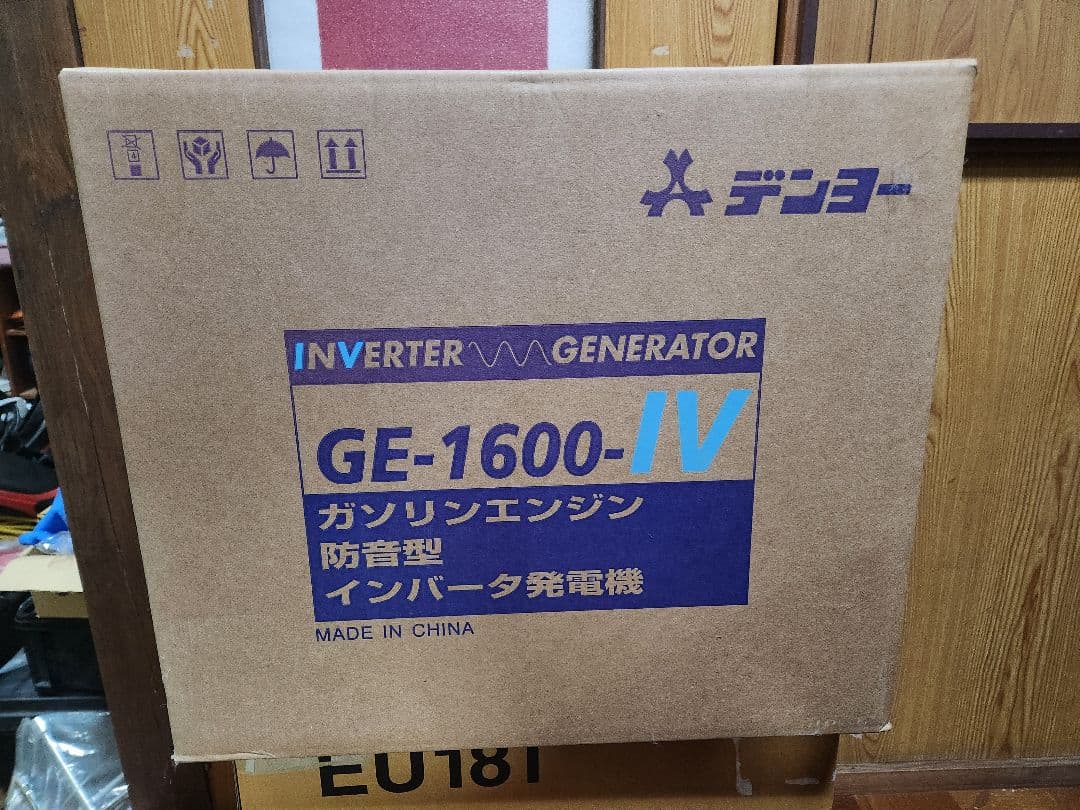 デンヨー
INVERTER GENERATOR
GE-1600-IV
ガソリンエンジン
防音型
インバータ発電機
MADE IN CHINA
EU18i